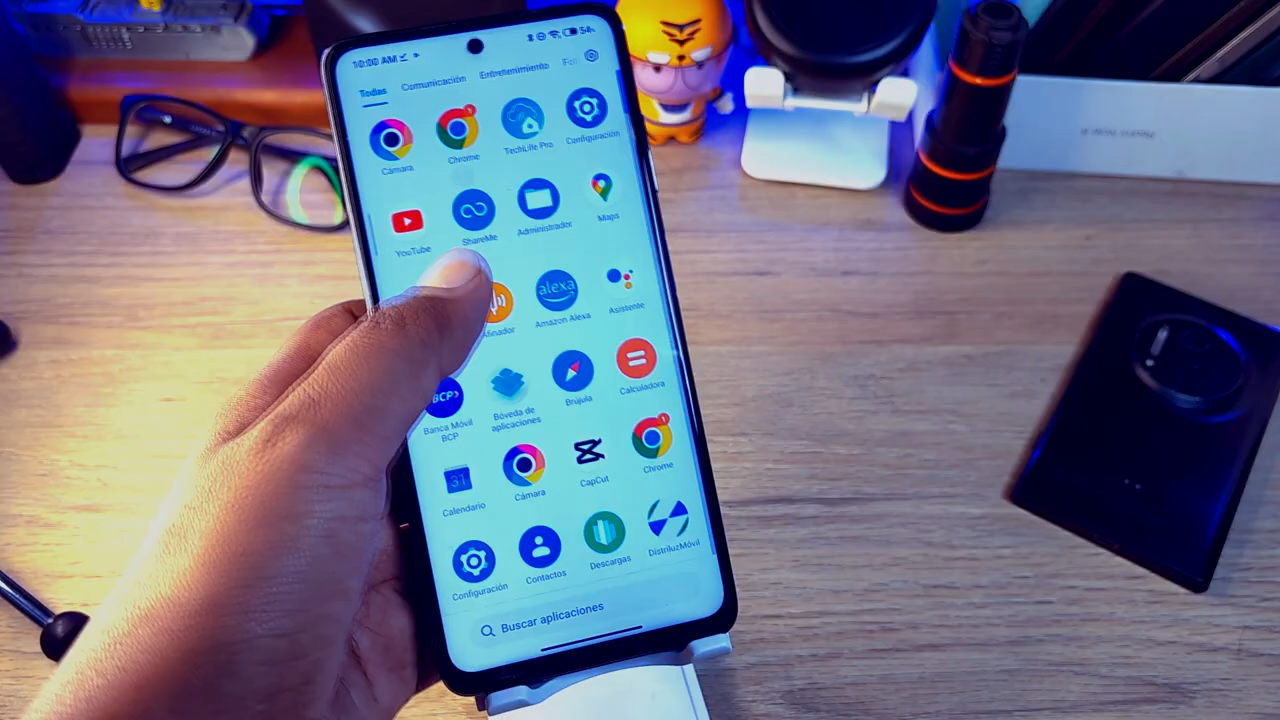 10:00 AM
54%
Todas Comunicación Entretenimiento
Cámara Chrome TechLife Pro Configuración
YouTube ShareMe Administrador Maps
alexa
Afinador Amazon Alexa Asistente
BCP
Banca Móvil BCP
Bóveda de aplicaciones
Brújula Calculadora
31
Calendario Cámara CapCut Chrome
Configuración Contactos Descargas DistriluzMóvil
Buscar aplicaciones